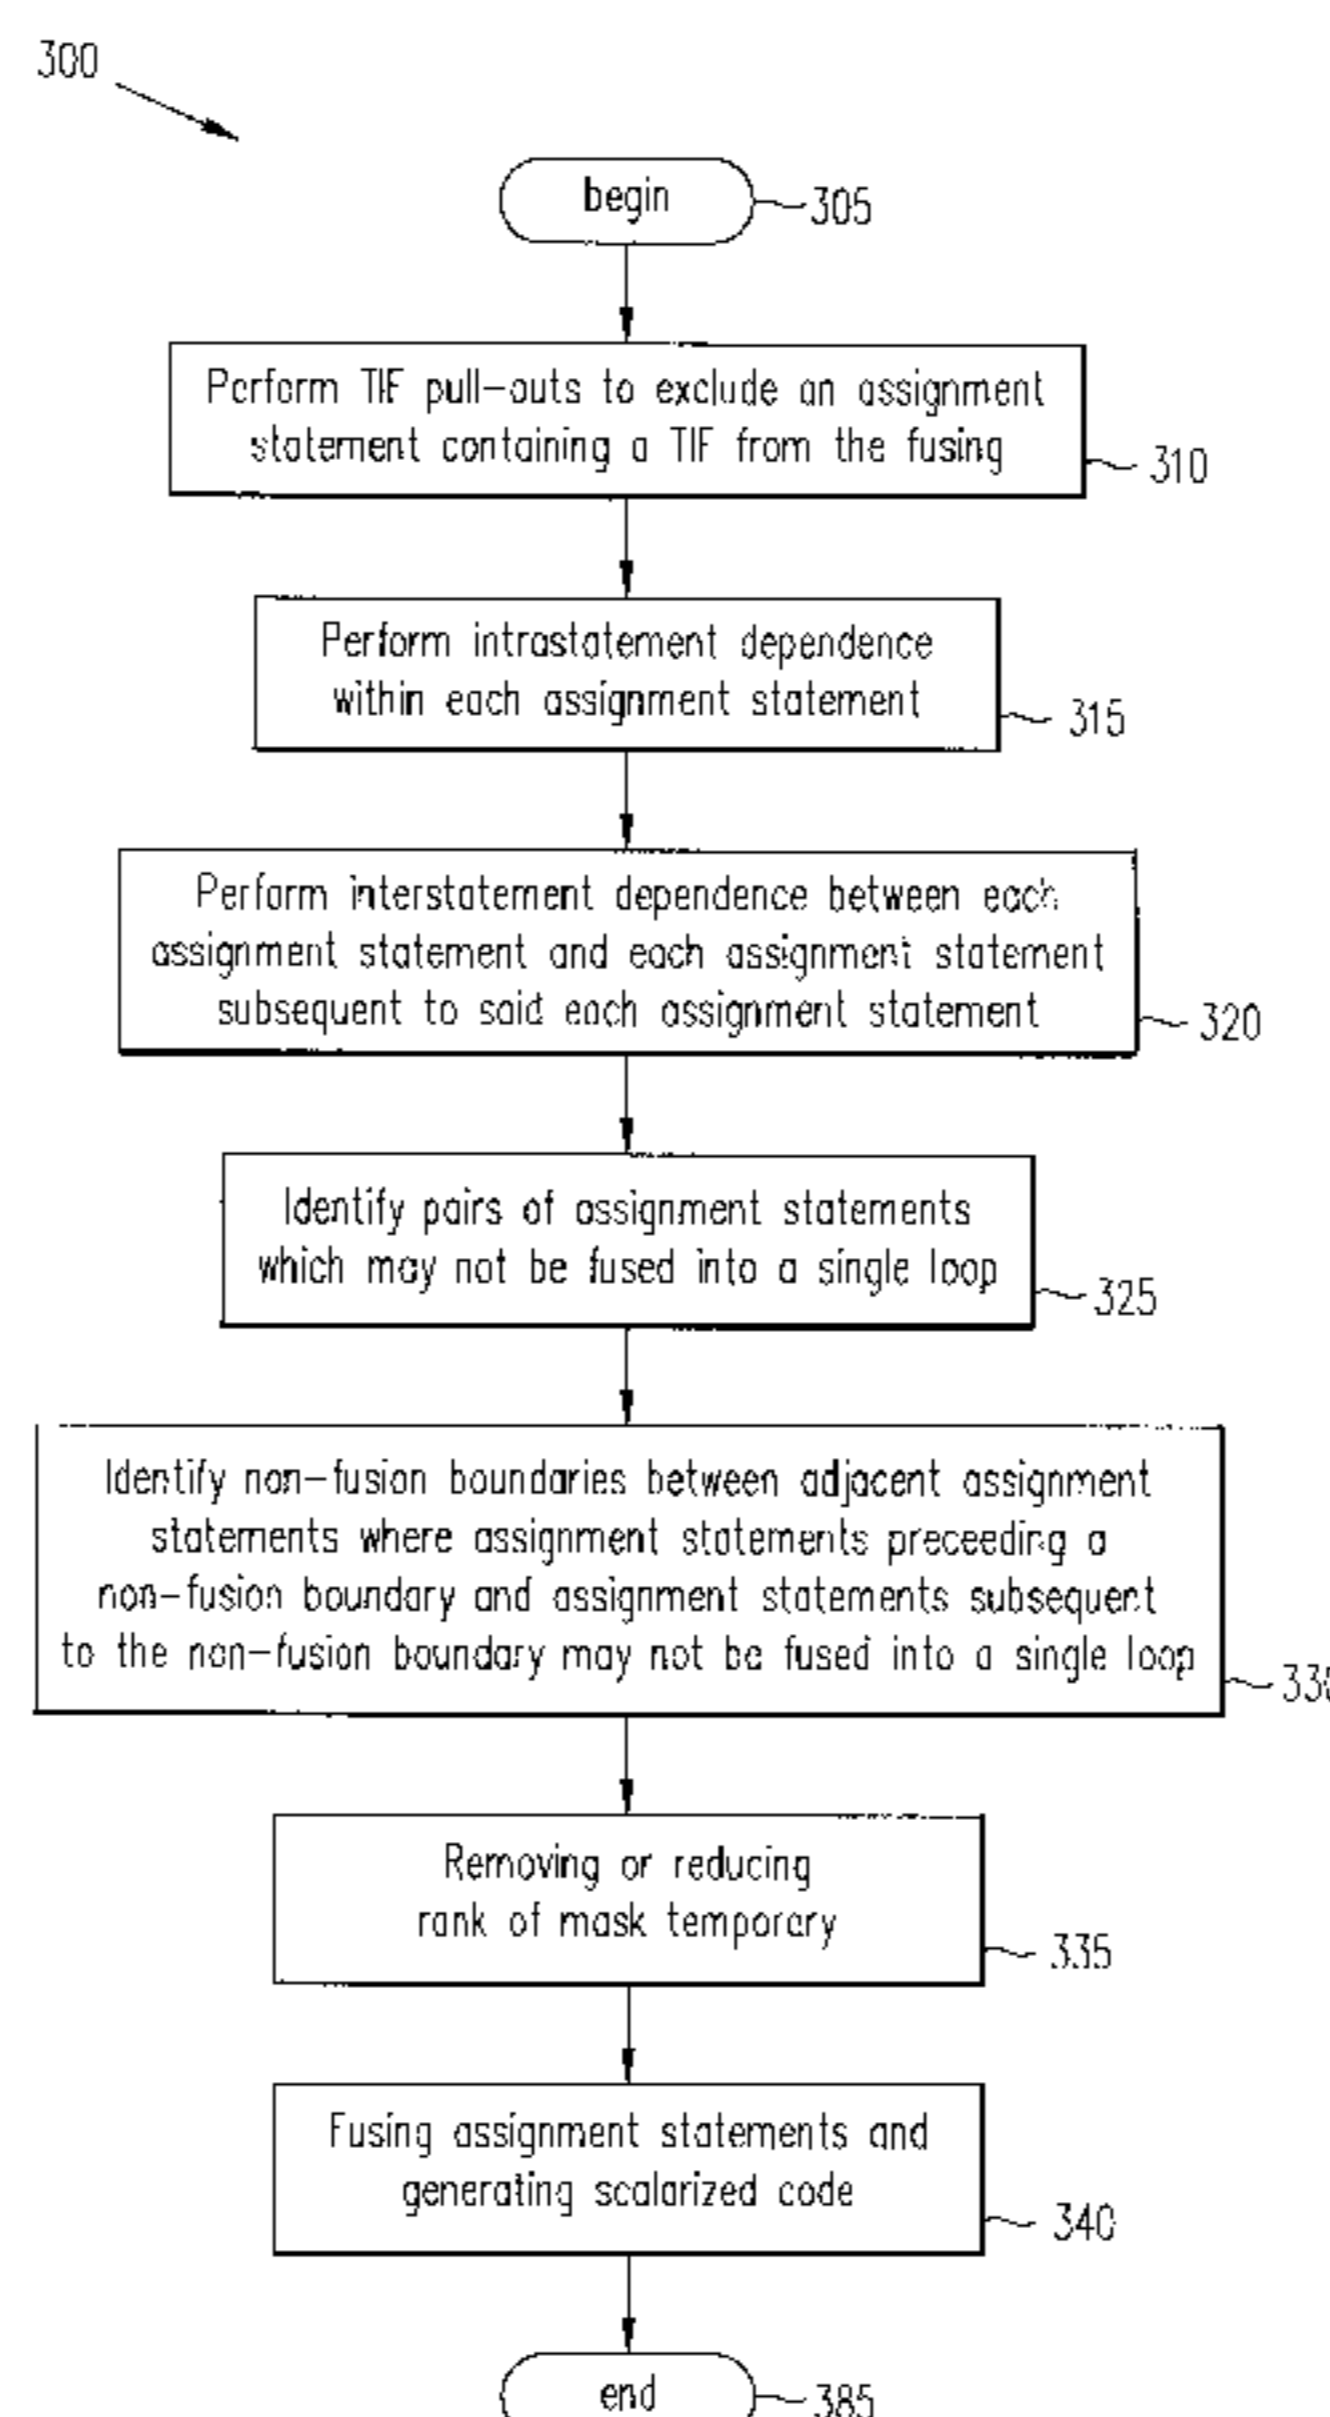 300
begin
305
Perform TIF pull-outs to exclude an assignment
statement containing a TIF from the fusing
310
Perform intrastatement dependence
within each assignment statement
315
Perform interstatement dependence between each
assignment statement and each assignment statement
subsequent to said each assignment statement
320
Identify pairs of assignment statements
which may not be fused into a single loop
325
Identify non-fusion boundaries between adjacent assignment
statements where assignment statements preceeding a
non-fusion boundary and assignment statements subsequent
to the non-fusion boundary may not be fused into a single loop
330
Removing or reducing
rank of mask temporary
335
Fusing assignment statements and
generating scalarized code
340
end
385